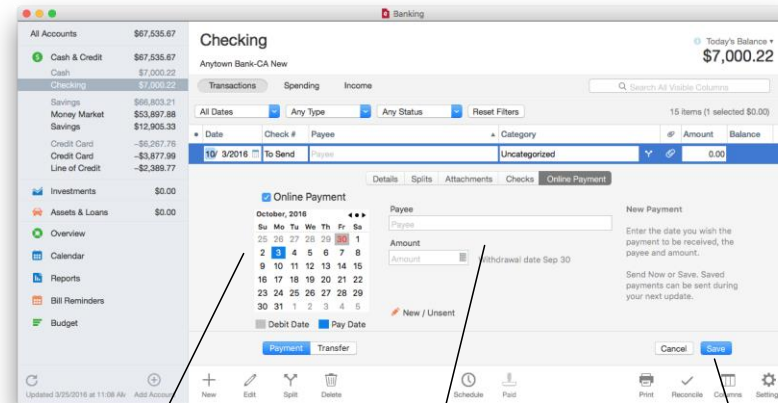 Banking
All Accounts $67,535.67
Cash & Credit $67,535.67
Cash $7,000.22
Checking $7,000.22
Savings $66,803.21
Money Market $53,897.88
Savings $12,905.33
Credit Card -$6,267.76
Credit Card -$3,877.99
Line of Credit -$2,389.77
Investments $0.00
Assets & Loans $0.00
Overview
Calendar
Reports
Bill Reminders
Budget
Updated 3/25/2016 at 11:08 AM Add Account
Checking
Anytown Bank-CA New
Today's Balance
$7,000.22
Transactions Spending Income
Search All Visible Columns
All Dates Any Type Any Status Reset Filters
15 items (1 selected $0.00)
Date Check # Payee Category Amount Balance
10/ 3/2016 To Send Payee Uncategorized 0.00
Details Splits Attachments Checks Online Payment
Online Payment
October, 2016
Su Mo Tu We Th Fr Sa
25 26 27 28 29 30 1
2 3 4 5 6 7 8
9 10 11 12 13 14 15
16 17 18 19 20 21 22
23 24 25 26 27 28 29
30 31 1 2 3 4 5
Debit Date Pay Date
Payee
Payee
Amount
Amount Withdrawal date Sep 30
New / Unsent
New Payment
Enter the date you wish the
payment to be received, the
payee and amount.
Send Now or Save. Saved
payments can be sent during
your next update.
Payment Transfer
Cancel Save
New Edit Split Delete Schedule Paid Print Reconcile Columns Setting